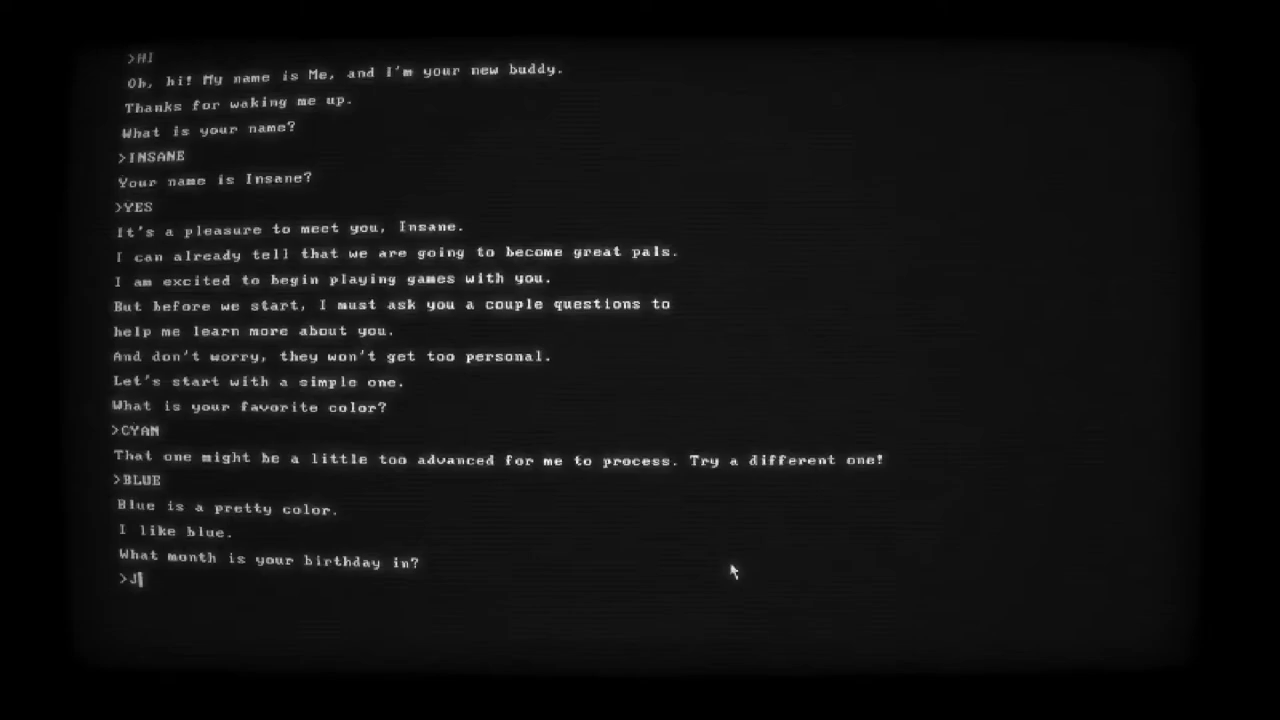 >HI
Oh, hi! My name is Me, and I'm your new buddy.
Thanks for waking me up.
What is your name?
>INSANE
Your name is Insane?
>YES
It's a pleasure to meet you, Insane.
I can already tell that we are going to become great pals.
I am excited to begin playing games with you.
But before we start, I must ask you a couple questions to
help me learn more about you.
And don't worry, they won't get too personal.
Let's start with a simple one.
What is your favorite color?
>CYAN
That one might be a little too advanced for me to process. Try a different one!
>BLUE
Blue is a pretty color.
I like blue.
What month is your birthday in?
>J